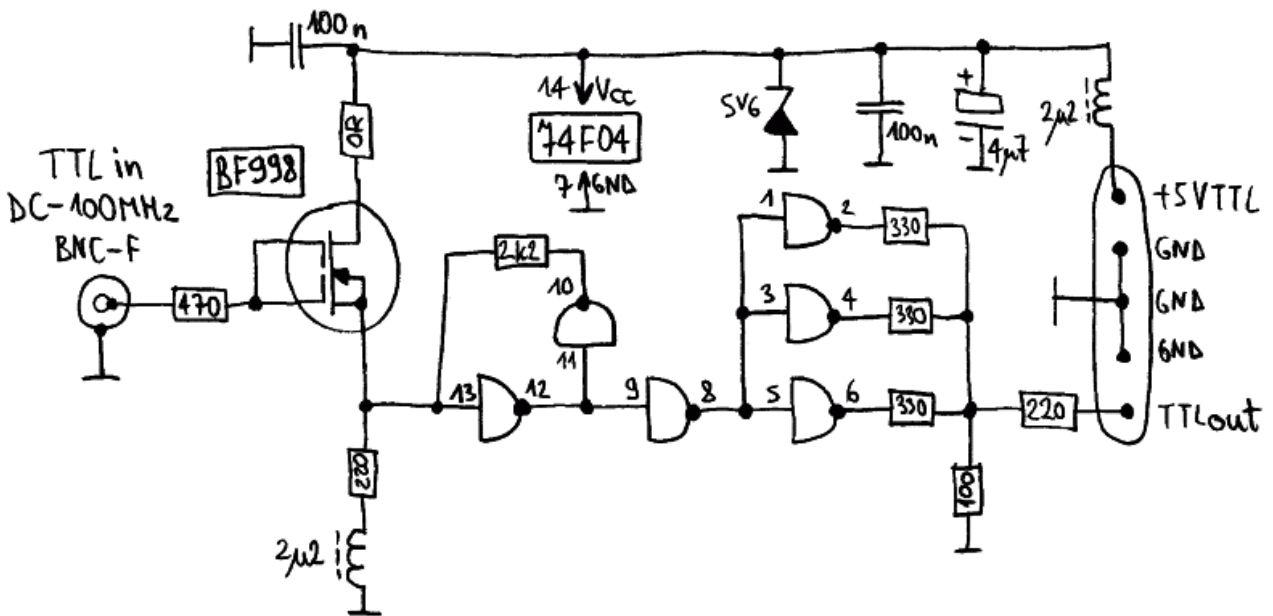 100n
14 Vcc
74F04
7 GND
5V6
100n
+
-
4µ7
2µ2
0R
BF998
TTL in
DC-100MHz
BNC-F
470
2k2
10
11
13
12
9
8
1
2
330
3
4
330
5
6
330
220
100
220
2µ2
+5VTTL
GND
GND
GND
TTLout